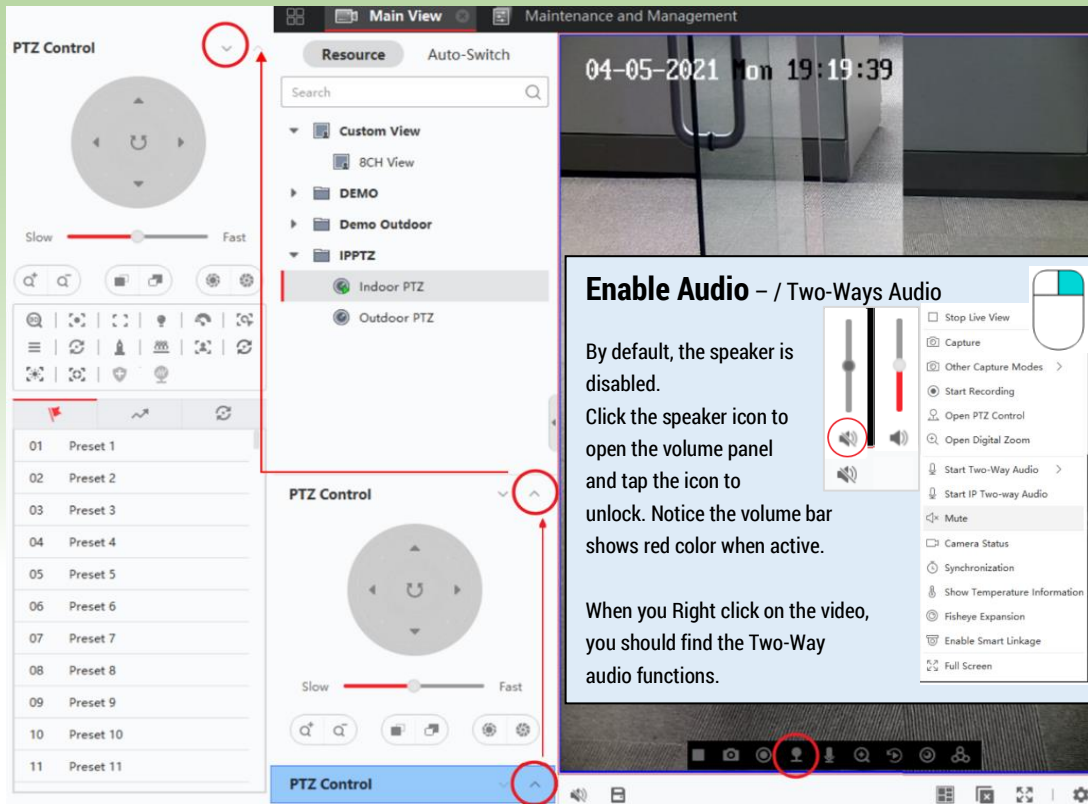 Main View
Maintenance and Management
PTZ Control
Slow
Fast
01 Preset 1
02 Preset 2
03 Preset 3
04 Preset 4
05 Preset 5
06 Preset 6
07 Preset 7
08 Preset 8
09 Preset 9
10 Preset 10
11 Preset 11
Resource
Auto-Switch
Search
Custom View
8CH View
DEMO
Demo Outdoor
IPPTZ
Indoor PTZ
Outdoor PTZ
PTZ Control
Slow
Fast
PTZ Control
04-05-2021 Mon 19:19:39
Enable Audio – / Two-Ways Audio
By default, the speaker is
disabled.
Click the speaker icon to
open the volume panel
and tap the icon to
unlock. Notice the volume bar
shows red color when active.
When you Right click on the video,
you should find the Two-Way
audio functions.
Stop Live View
Capture
Other Capture Modes
Start Recording
Open PTZ Control
Open Digital Zoom
Start Two-Way Audio
Start IP Two-way Audio
Mute
Camera Status
Synchronization
Show Temperature Information
Fisheye Expansion
Enable Smart Linkage
Full Screen